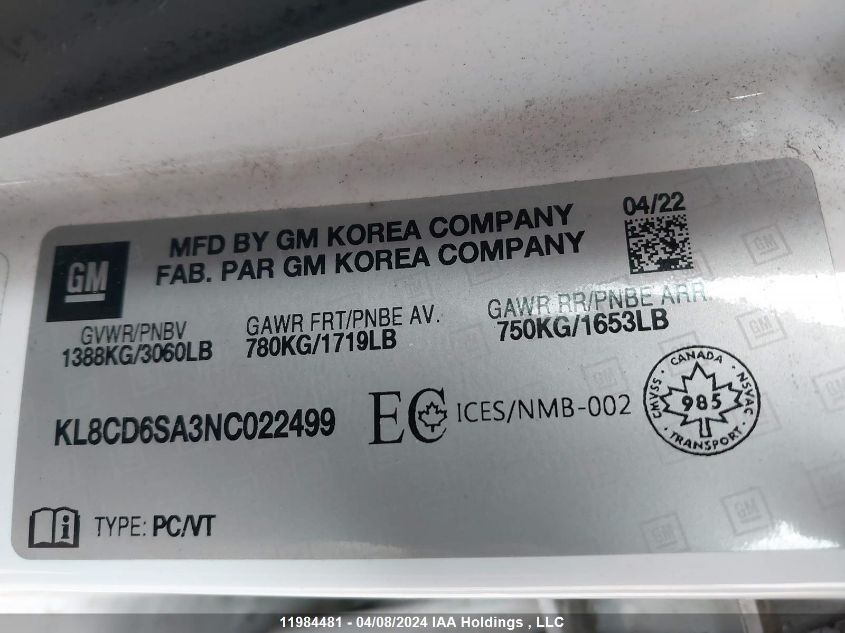 GM
MFD BY GM KOREA COMPANY
FAB. PAR GM KOREA COMPANY
04/22
GVWR/PNBV
1388KG/3060LB
GAWR FRT/PNBE AV.
780KG/1719LB
GAWR RR/PNBE ARR.
750KG/1653LB
KL8CD6SA3NC022499
EC ICES/NMB-002
CANADA
MVSS 985 NSVAC
TRANSPORT
i TYPE: PC/VT
11984481 - 04/08/2024 IAA Holdings , LLC